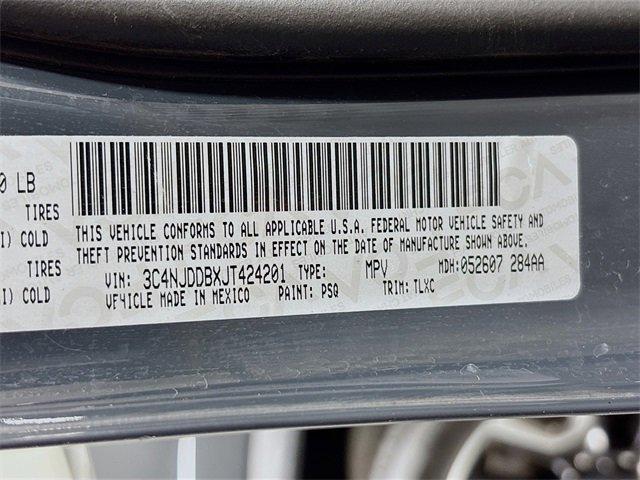 0 LB
TIRES
I) COLD
TIRES
I) COLD
THIS VEHICLE CONFORMS TO ALL APPLICABLE U.S.A. FEDERAL MOTOR VEHICLE SAFETY AND
THEFT PREVENTION STANDARDS IN EFFECT ON THE DATE OF MANUFACTURE SHOWN ABOVE.
VIN: 3C4NJDDBXJT424201 TYPE: MPV MDH:052607 284AA
VEHICLE MADE IN MEXICO PAINT: PSQ TRIM: TLXC